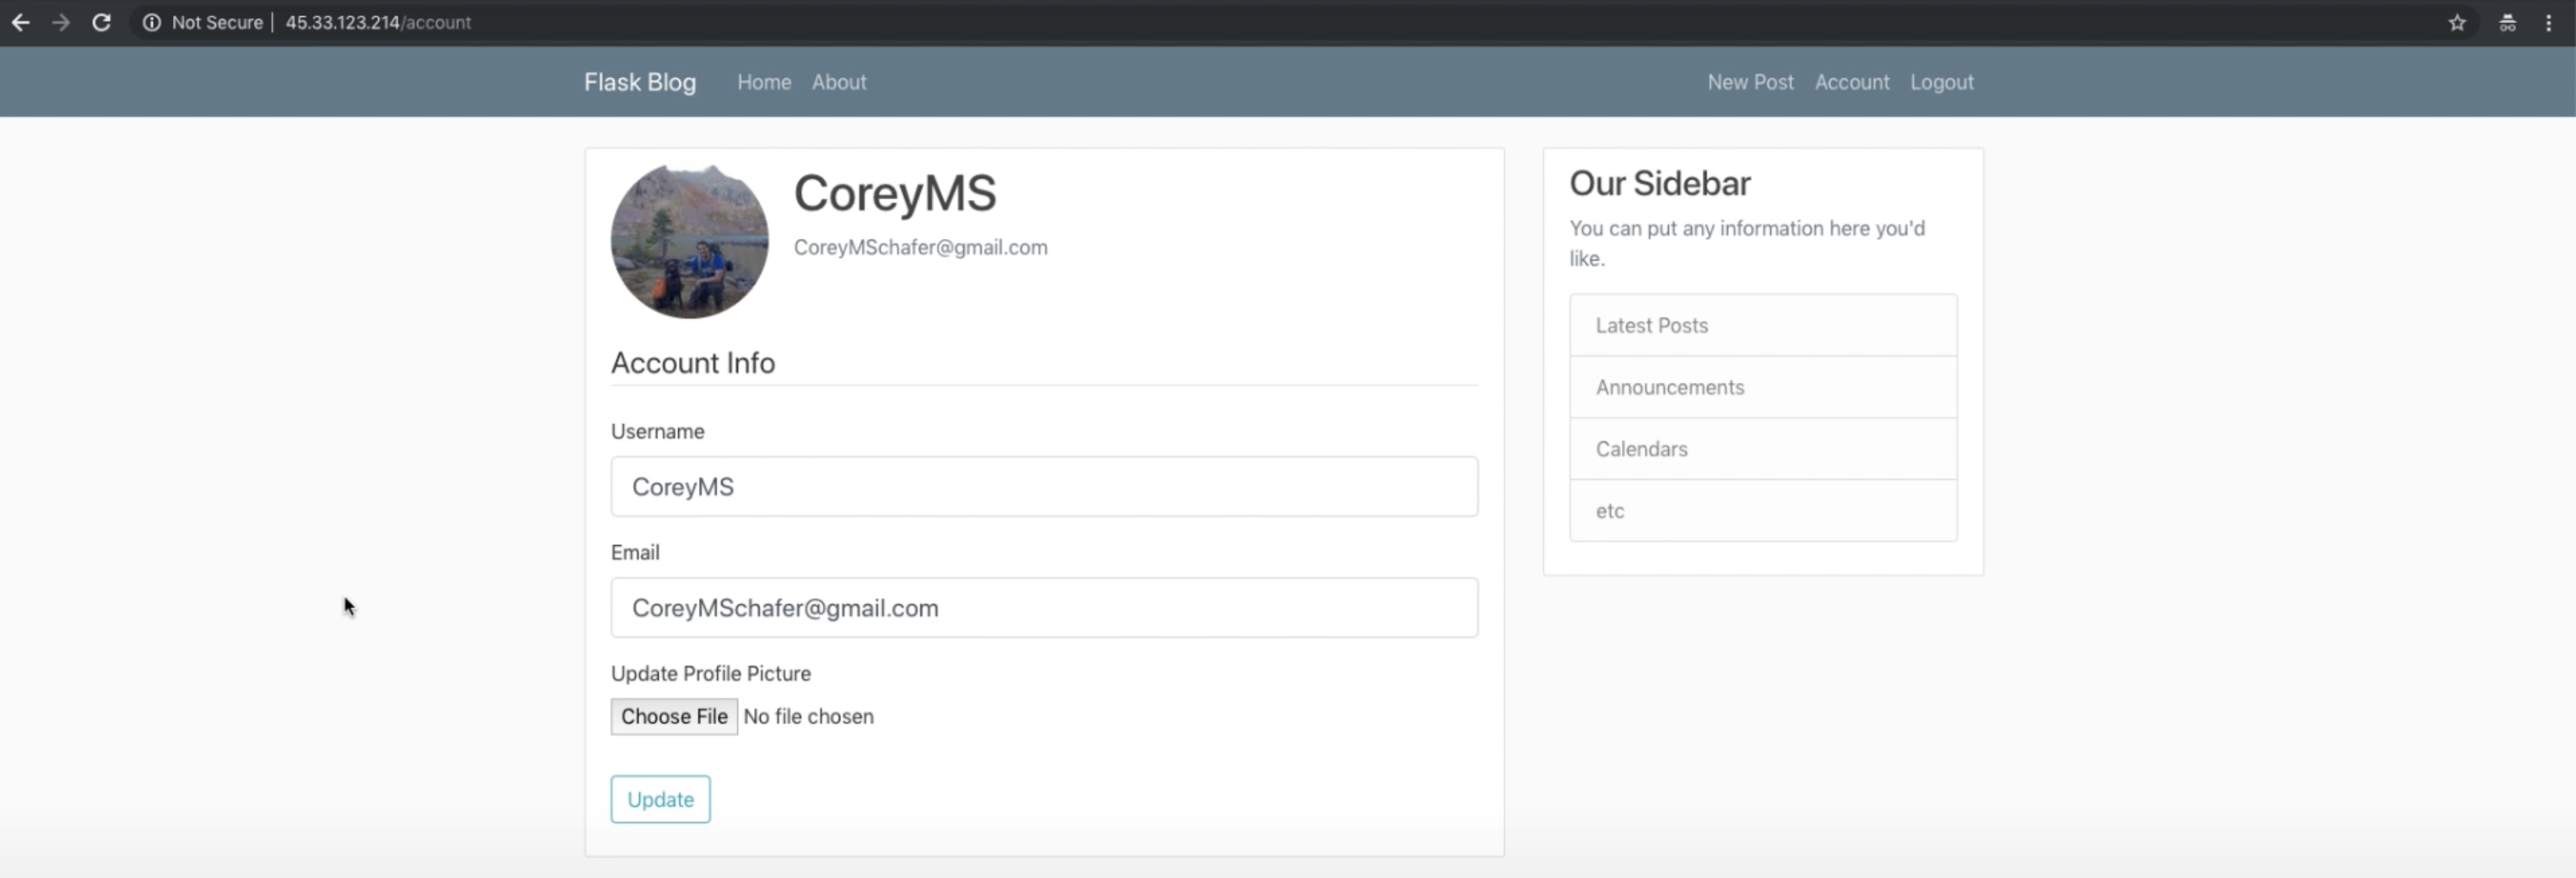 Not Secure | 45.33.123.214/account
Flask Blog Home About New Post Account Logout
CoreyMS
CoreyMSchafer@gmail.com
Account Info
Username
CoreyMS
Email
CoreyMSchafer@gmail.com
Update Profile Picture
Choose File No file chosen
Update
Our Sidebar
You can put any information here you'd
like.
Latest Posts
Announcements
Calendars
etc